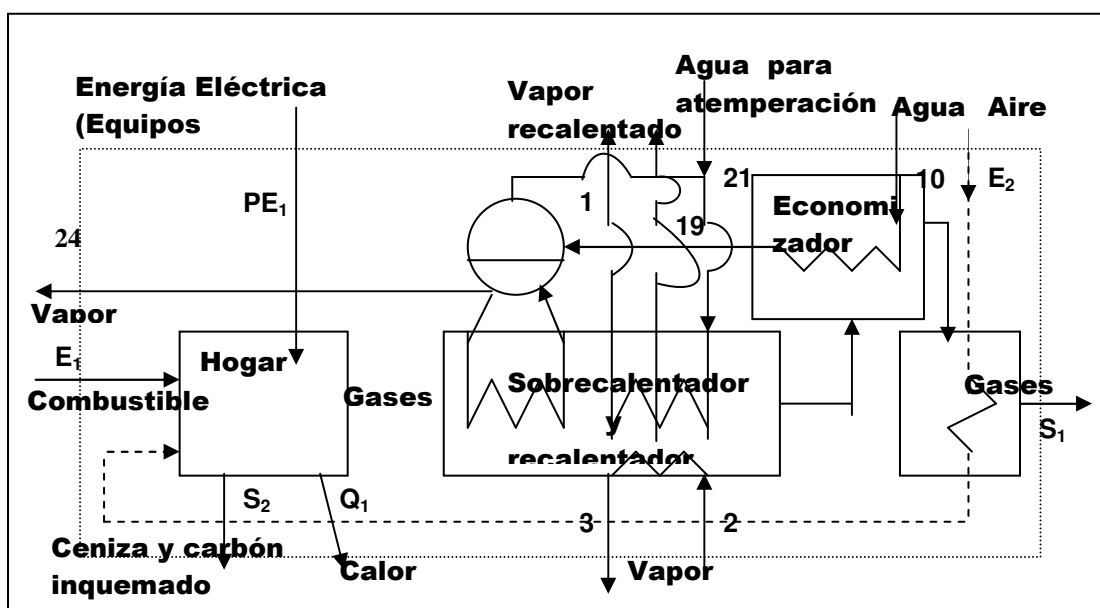 Energía Eléctrica
(Equipos
Vapor
recalentado
Agua para
atemperación
Agua Aire
PE₁
1
21
10
E₂
24
19
Economi
zador
Vapor
E₁
Combustible
Hogar
Gases
Sobrecalentador
y
recalentador
Gases
S₁
S₂
Q₁
3
2
Ceniza y carbón
inquemado
Calor
Vapor